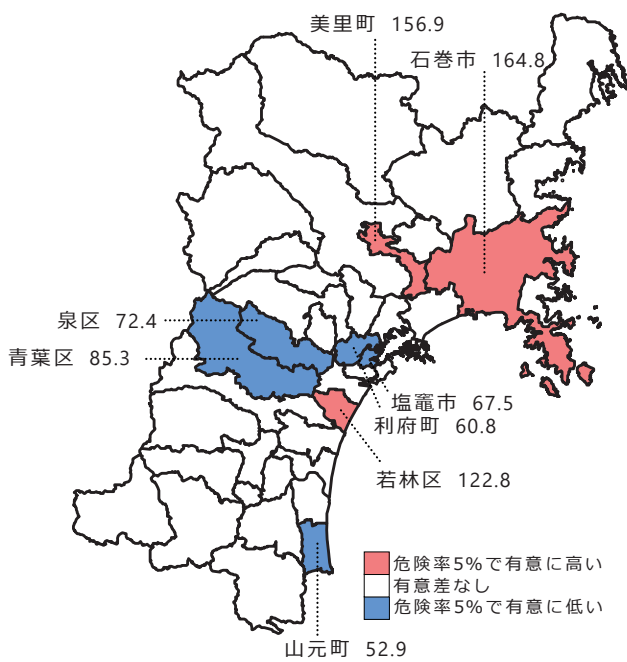 美里町 156.9
石巻市 164.8
泉区 72.4
青葉区 85.3
塩竈市 67.5
利府町 60.8
若林区 122.8
危険率5%で有意に高い
有意差なし
危険率5%で有意に低い
山元町 52.9